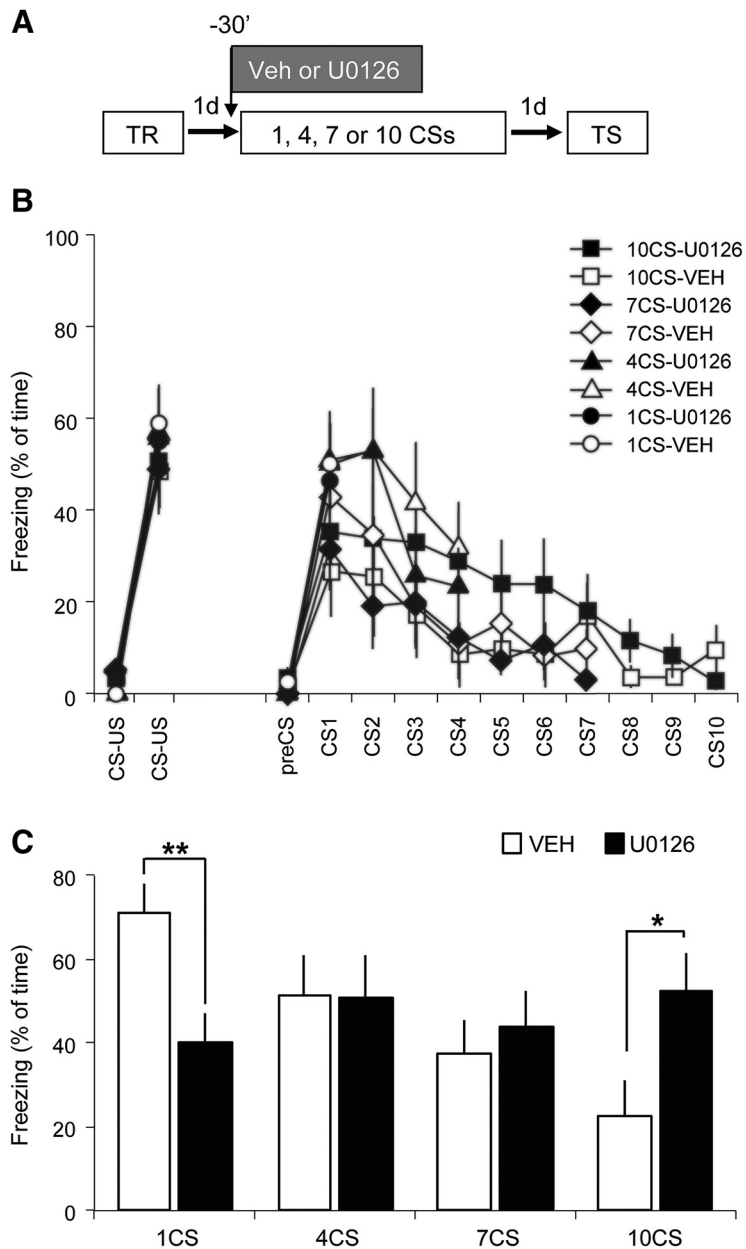 A
-30'
Veh or U0126
1d
1d
TR
1, 4, 7 or 10 CSs
TS
B
Freezing (% of time)
100
80
60
40
20
0
10CS-U0126
10CS-VEH
7CS-U0126
7CS-VEH
4CS-U0126
4CS-VEH
1CS-U0126
1CS-VEH
CS-US
CS-US
preCS
CS1
CS2
CS3
CS4
CS5
CS6
CS7
CS8
CS9
CS10
C
VEH
U0126
Freezing (% of time)
80
60
40
20
0
**
*
1CS
4CS
7CS
10CS